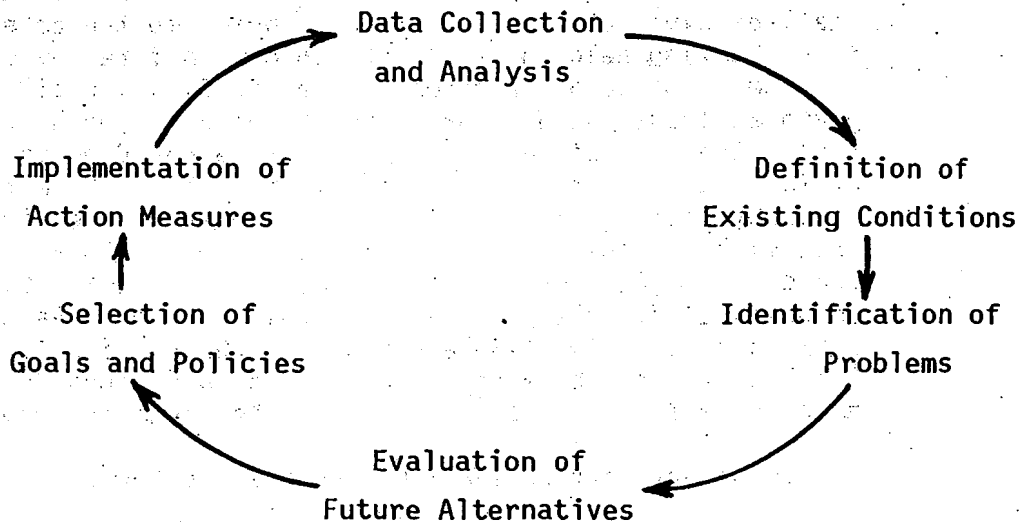 Data Collection
and Analysis
Definition of
Existing Conditions
Identification of
Problems
Evaluation of
Future Alternatives
Selection of
Goals and Policies
Implementation of
Action Measures